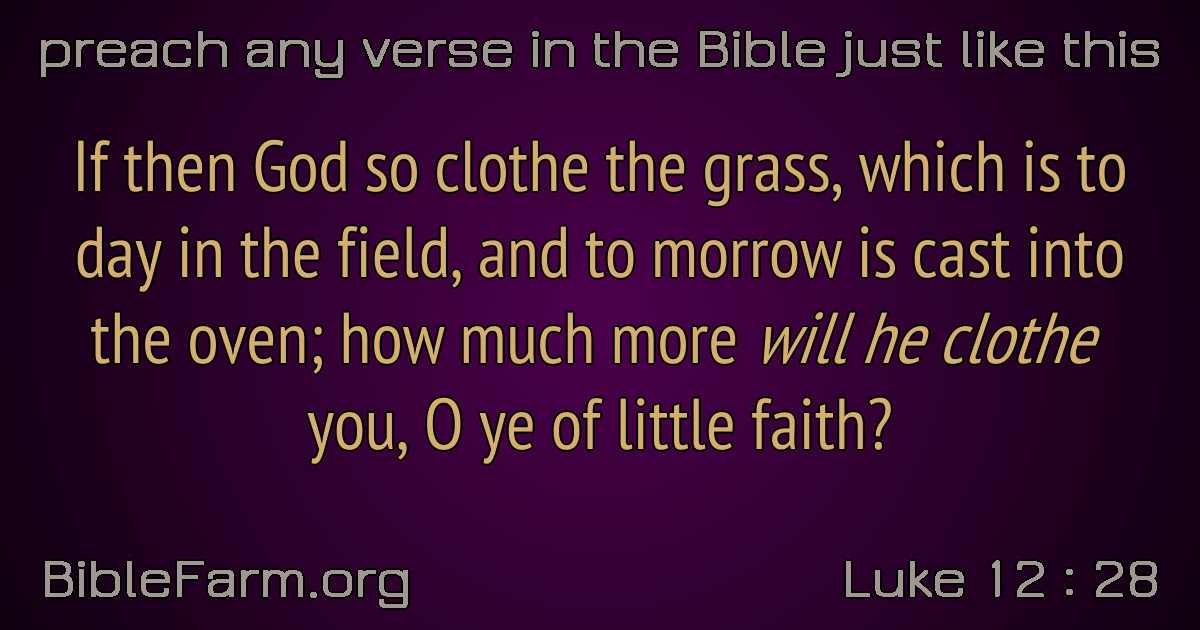 preach any verse in the Bible just like this
If then God so clothe the grass, which is to
day in the field, and to morrow is cast into
the oven; how much more will he clothe
you, O ye of little faith?
BibleFarm.org
Luke 12 : 28